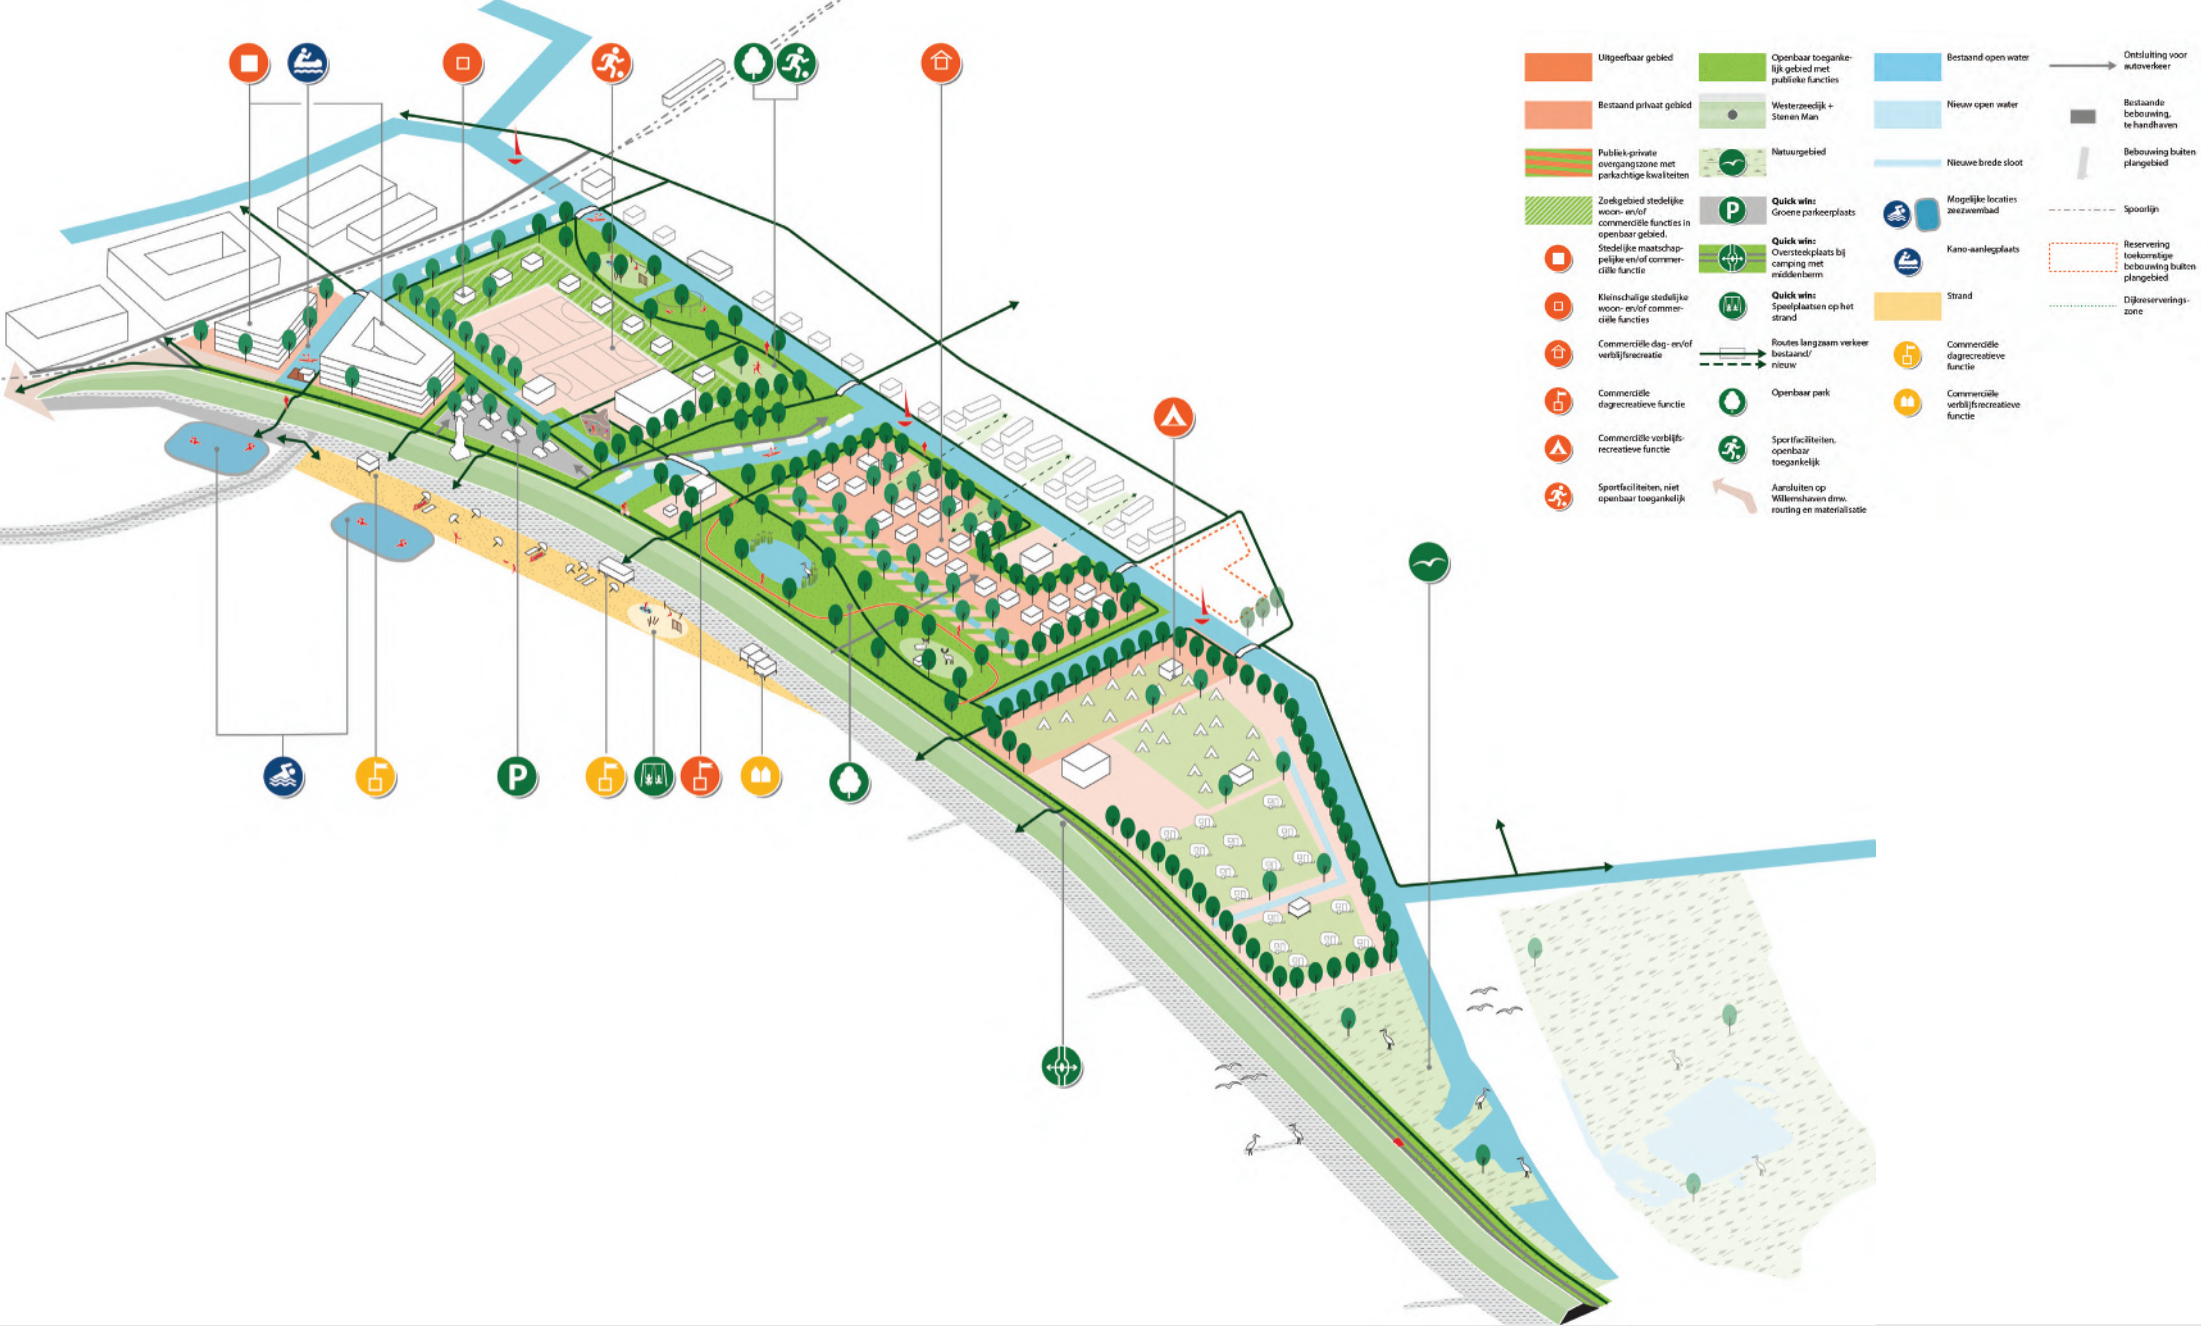 Uitgeefbaar gebied
Bestaand privaat gebied
Publiek-private
overgangszone met
parkachtige kwaliteiten
Zoekgebied stedelijke
woon- en/of
commerciële functies in
openbaar gebied.
Stedelijke maatschap-
pelijke en/of commer-
ciële functie
Kleinschalige stedelijke
woon- en/of commer-
ciële functies
Commerciële dag- en/of
verblijfsrecreatie
Commerciële
dagrecreatieve functie
Commerciële verblijfs-
recreatieve functie
Sportfaciliteiten, niet
openbaar toegankelijk
Openbaar toeganke-
lijk gebied met
publieke functies
Westerzeedijk +
Stenen Man
Natuurgebied
P
Quick win:
Groene parkeerplaats
Quick win:
Oversteekplaats bij
camping met
middenberm
Quick win:
Speelplaatsen op het
strand
Routes langzaam verkeer
bestaand/
nieuw
Openbaar park
Sportfaciliteiten,
openbaar
toegankelijk
Aansluiten op
Willemshaven dmv.
routing en materialisatie
Bestaand open water
Nieuw open water
Nieuwe brede sloot
Mogelijke locaties
zeezwembad
Kano-aanlegplaats
Strand
Commerciële
dagrecreatieve
functie
Commerciële
verblijfsrecreatieve
functie
Ontsluiting voor
autoverkeer
Bestaande
bebouwing,
te handhaven
Bebouwing buiten
plangebied
Spoorlijn
Reservering
toekomstige
bebouwing buiten
plangebied
Dijkreserverings-
zone
P